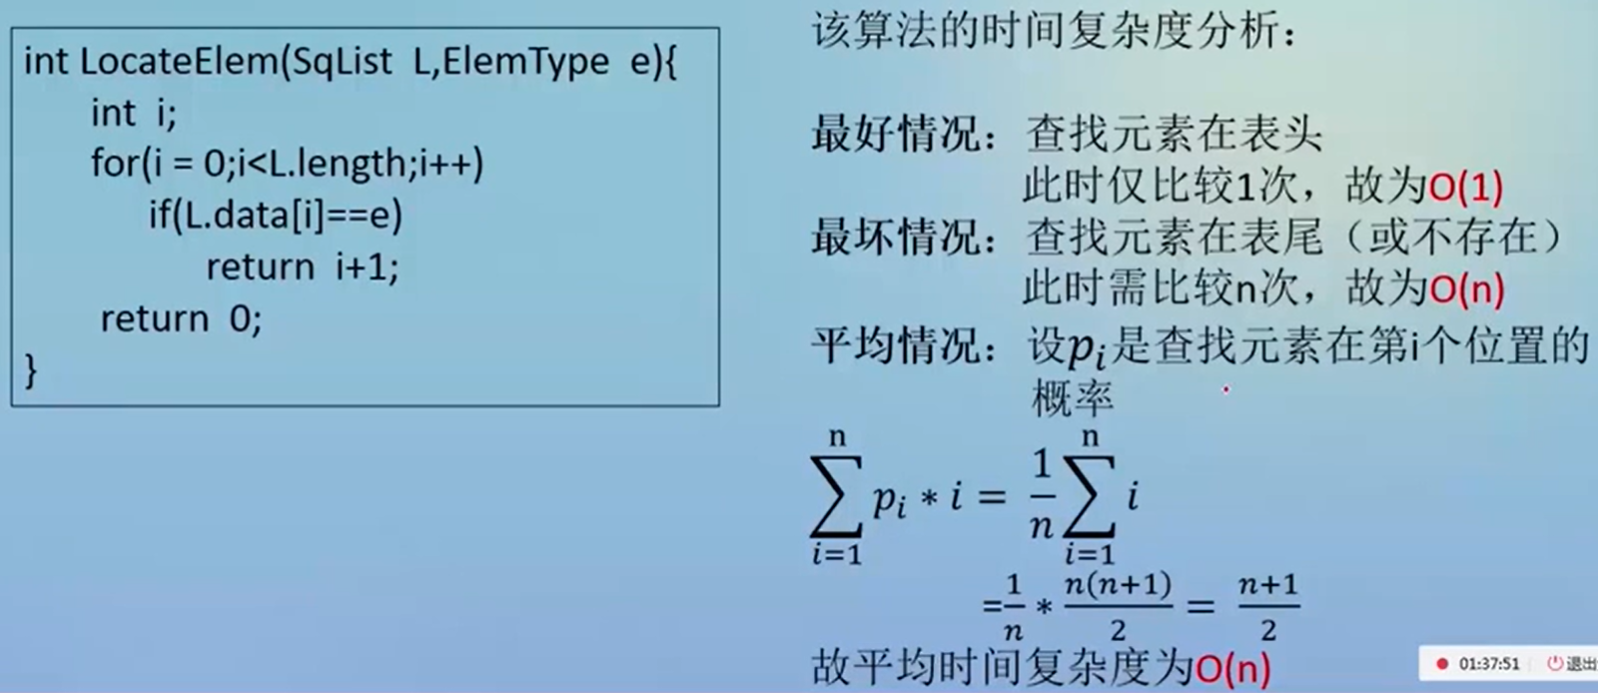 int LocateElem(SqList L,ElemType e){
int i;
for(i = 0;i<L.length;i++)
if(L.data[i]==e)
return i+1;
return 0;
}
该算法的时间复杂度分析：
最好情况：查找元素在表头
此时仅比较1次，故为O(1)
最坏情况：查找元素在表尾（或不存在）
此时需比较n次，故为O(n)
平均情况：设p_i是查找元素在第i个位置的
概率
\sum_{i=1}^{n} p_i * i = \frac{1}{n} \sum_{i=1}^{n} i
=\frac{1}{n} * \frac{n(n+1)}{2} = \frac{n+1}{2}
故平均时间复杂度为O(n)
01:37:51 退出